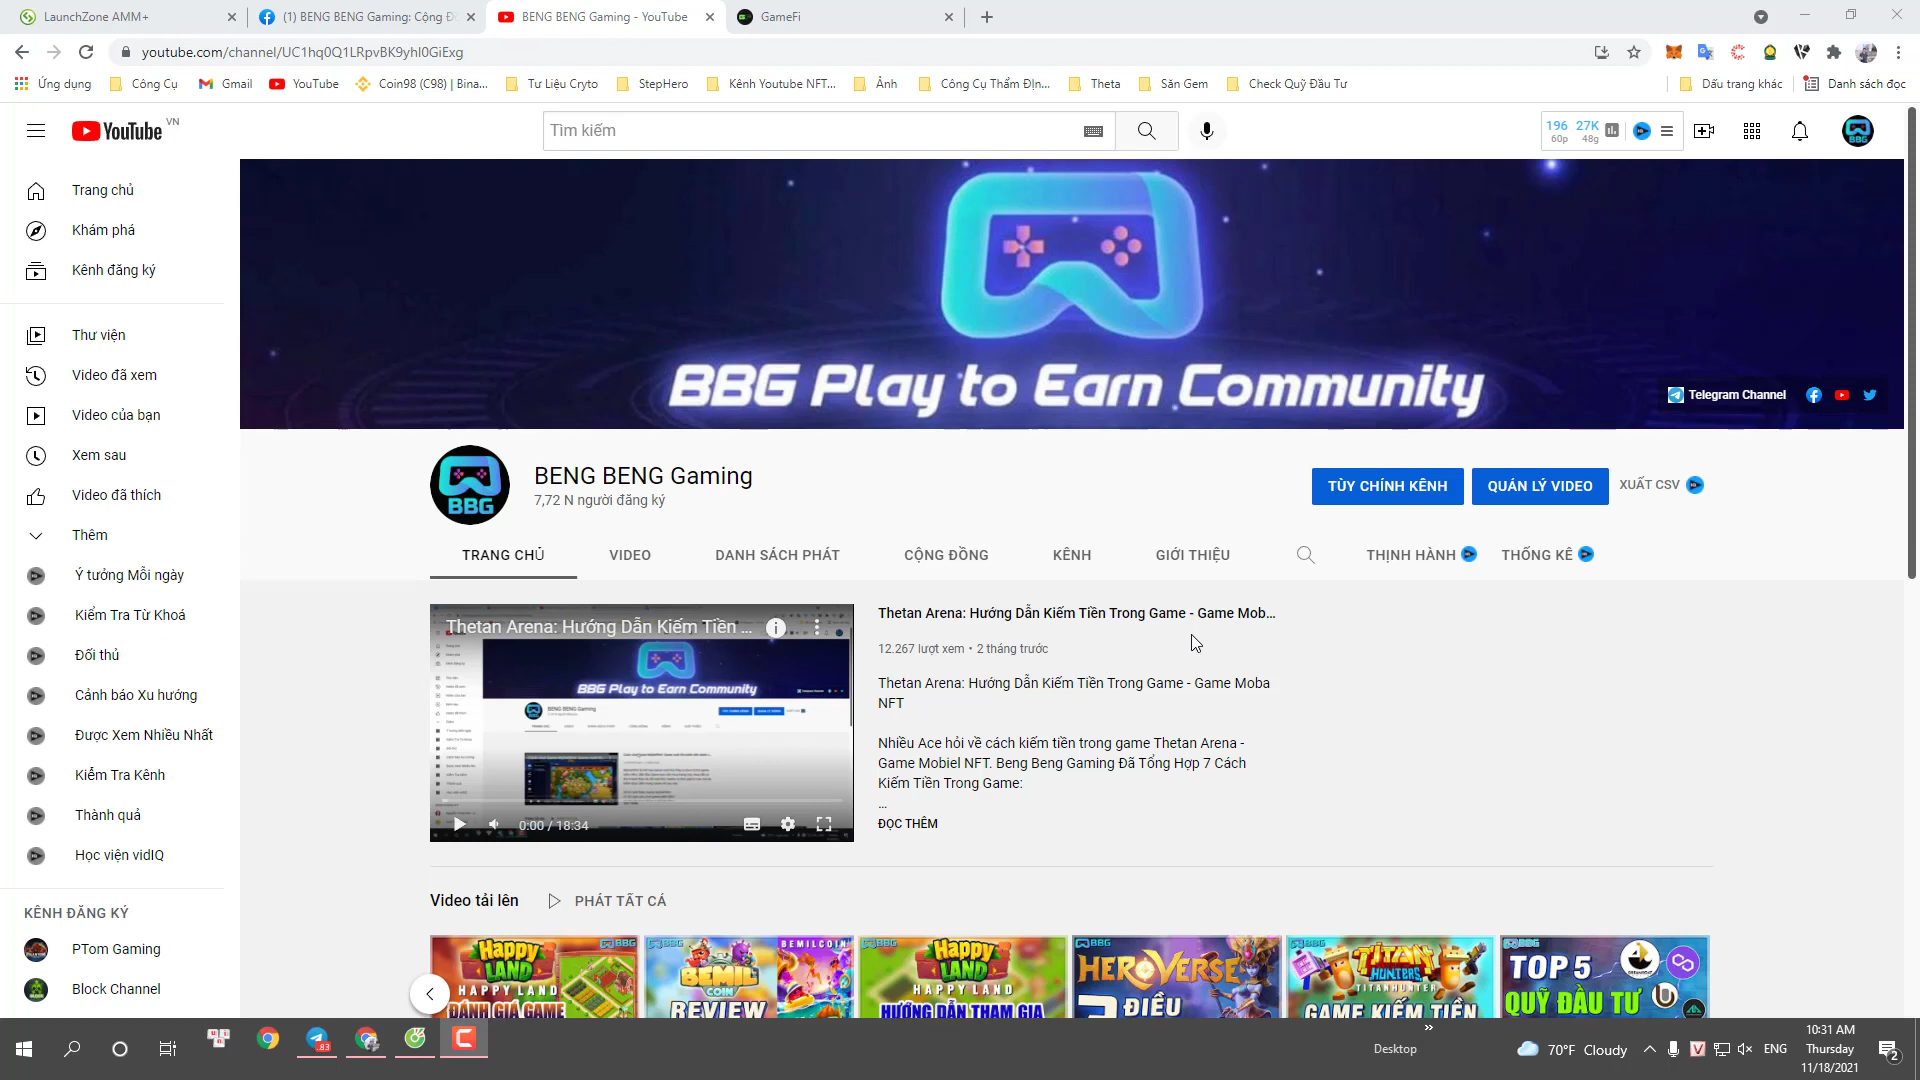 LaunchZone AMM+
(1) BENG BENG Gaming: Cộng Đồ
BENG BENG Gaming - YouTube
GameFi
youtube.com/channel/UC1hq0Q1LRpvBK9yhI0GiExg
Ứng dụng
Công Cụ
Gmail
YouTube
Coin98 (C98) | Bina...
Tư Liệu Cryto
StepHero
Kênh Youtube NFT...
Ảnh
Công Cụ Thẩm Địn...
Theta
Săn Gem
Check Quỹ Đầu Tư
Dấu trang khác
Danh sách đọc
YouTube VN
Tìm kiếm
196 27K
60p 48g
BBG
Trang chủ
Khám phá
Kênh đăng ký
Thư viện
Video đã xem
Video của bạn
Xem sau
Video đã thích
Thêm
Ý tưởng Mỗi ngày
Kiểm Tra Từ Khoá
Đối thủ
Cảnh báo Xu hướng
Được Xem Nhiều Nhất
Kiểm Tra Kênh
Thành quả
Học viện vidIQ
KÊNH ĐĂNG KÝ
PTom Gaming
Block Channel
BBG Play to Earn Community
Telegram Channel
BBG
BENG BENG Gaming
7,72 N người đăng ký
TÙY CHỈNH KÊNH
QUẢN LÝ VIDEO
XUẤT CSV
TRANG CHỦ
VIDEO
DANH SÁCH PHÁT
CỘNG ĐỒNG
KÊNH
GIỚI THIỆU
THỊNH HÀNH
THỐNG KÊ
Thetan Arena: Hướng Dẫn Kiếm Tiền ...
BBG Play to Earn Community
0:00 / 18:34
Thetan Arena: Hướng Dẫn Kiếm Tiền Trong Game - Game Mob...
12.267 lượt xem • 2 tháng trước
Thetan Arena: Hướng Dẫn Kiếm Tiền Trong Game - Game Moba
NFT
Nhiều Ace hỏi về cách kiếm tiền trong game Thetan Arena -
Game Mobiel NFT. Beng Beng Gaming Đã Tổng Hợp 7 Cách
Kiếm Tiền Trong Game:
...
ĐỌC THÊM
Video tải lên
PHÁT TẤT CẢ
BBG
Happy
LAND
HAPPY LAND
ĐÁNH GIÁ GAME
BBG
BEMILCOIN
BEMIL
COIN
REVIEW
BBG
Happy
LAND
HAPPY LAND
HƯỚNG DẪN THAM GIA
BBG
HEROVERSE
3 ĐIỀU
BBG
TITAN
HUNTERS
TITANHUNTER
GAME KIẾM TIỀN
BBG
TOP 5
QUỸ ĐẦU TƯ
83
Desktop
70°F Cloudy
ENG
10:31 AM
Thursday
11/18/2021
2